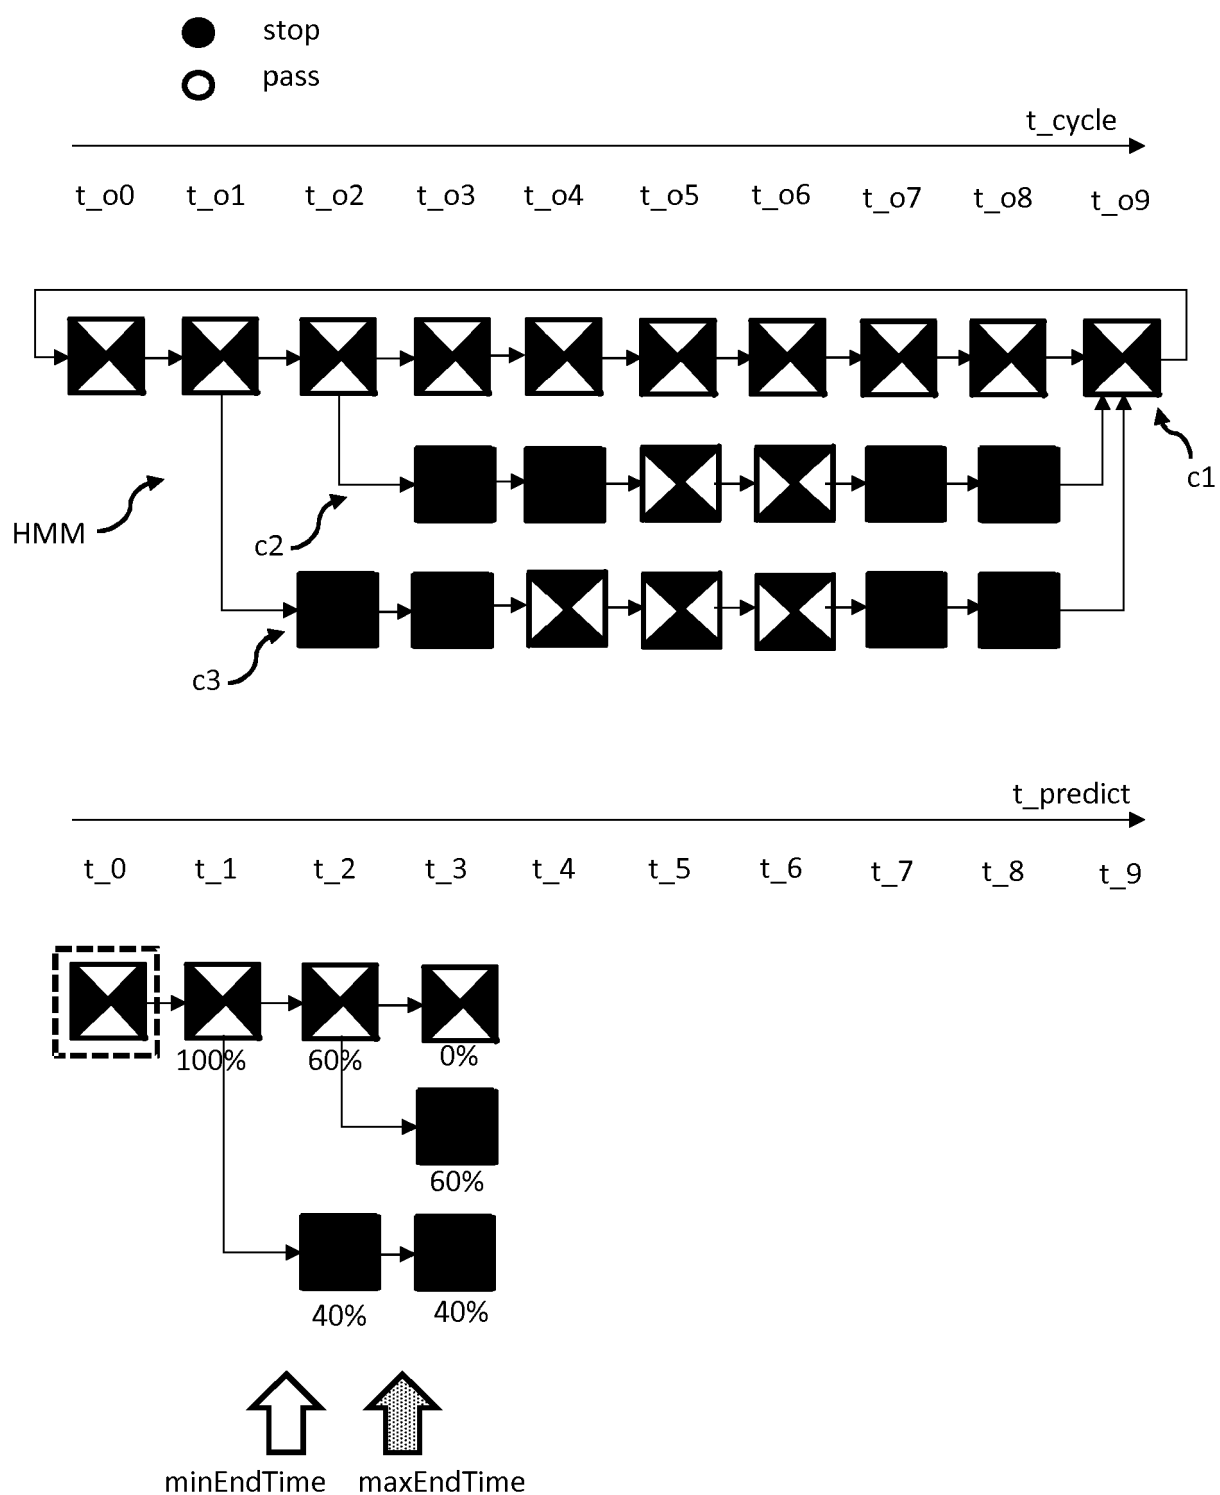 stop
pass
t_cycle
t_o0 t_o1 t_o2 t_o3 t_o4 t_o5 t_o6 t_o7 t_o8 t_o9
c1
HMM
c2
c3
t_predict
t_0 t_1 t_2 t_3 t_4 t_5 t_6 t_7 t_8 t_9
100% 60% 0%
60%
40% 40%
minEndTime maxEndTime